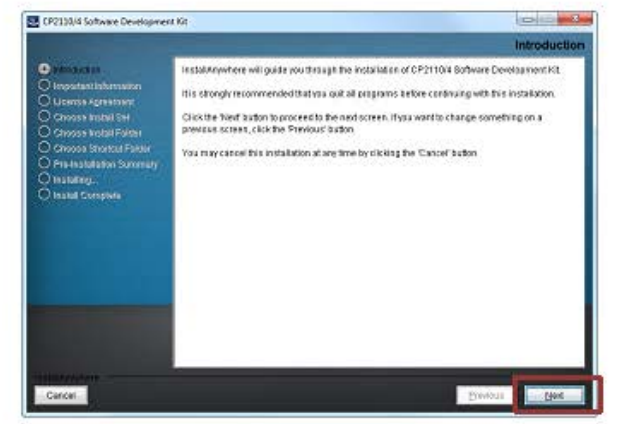 CP2110/4 Software Development Kit
Introduction
Introduction
Important Information
License Agreement
Choose Install Set
Choose Install Folder
Choose Shortcut Folder
Pre-Installation Summary
Installing...
Install Complete
InstallAnywhere will guide you through the installation of CP2110/4 Software Development Kit.
It is strongly recommended that you quit all programs before continuing with this installation.
Click the 'Next' button to proceed to the next screen. If you want to change something on a
previous screen, click the 'Previous' button.
You may cancel this installation at any time by clicking the 'Cancel' button.
InstallAnywhere
Cancel
Previous
Next